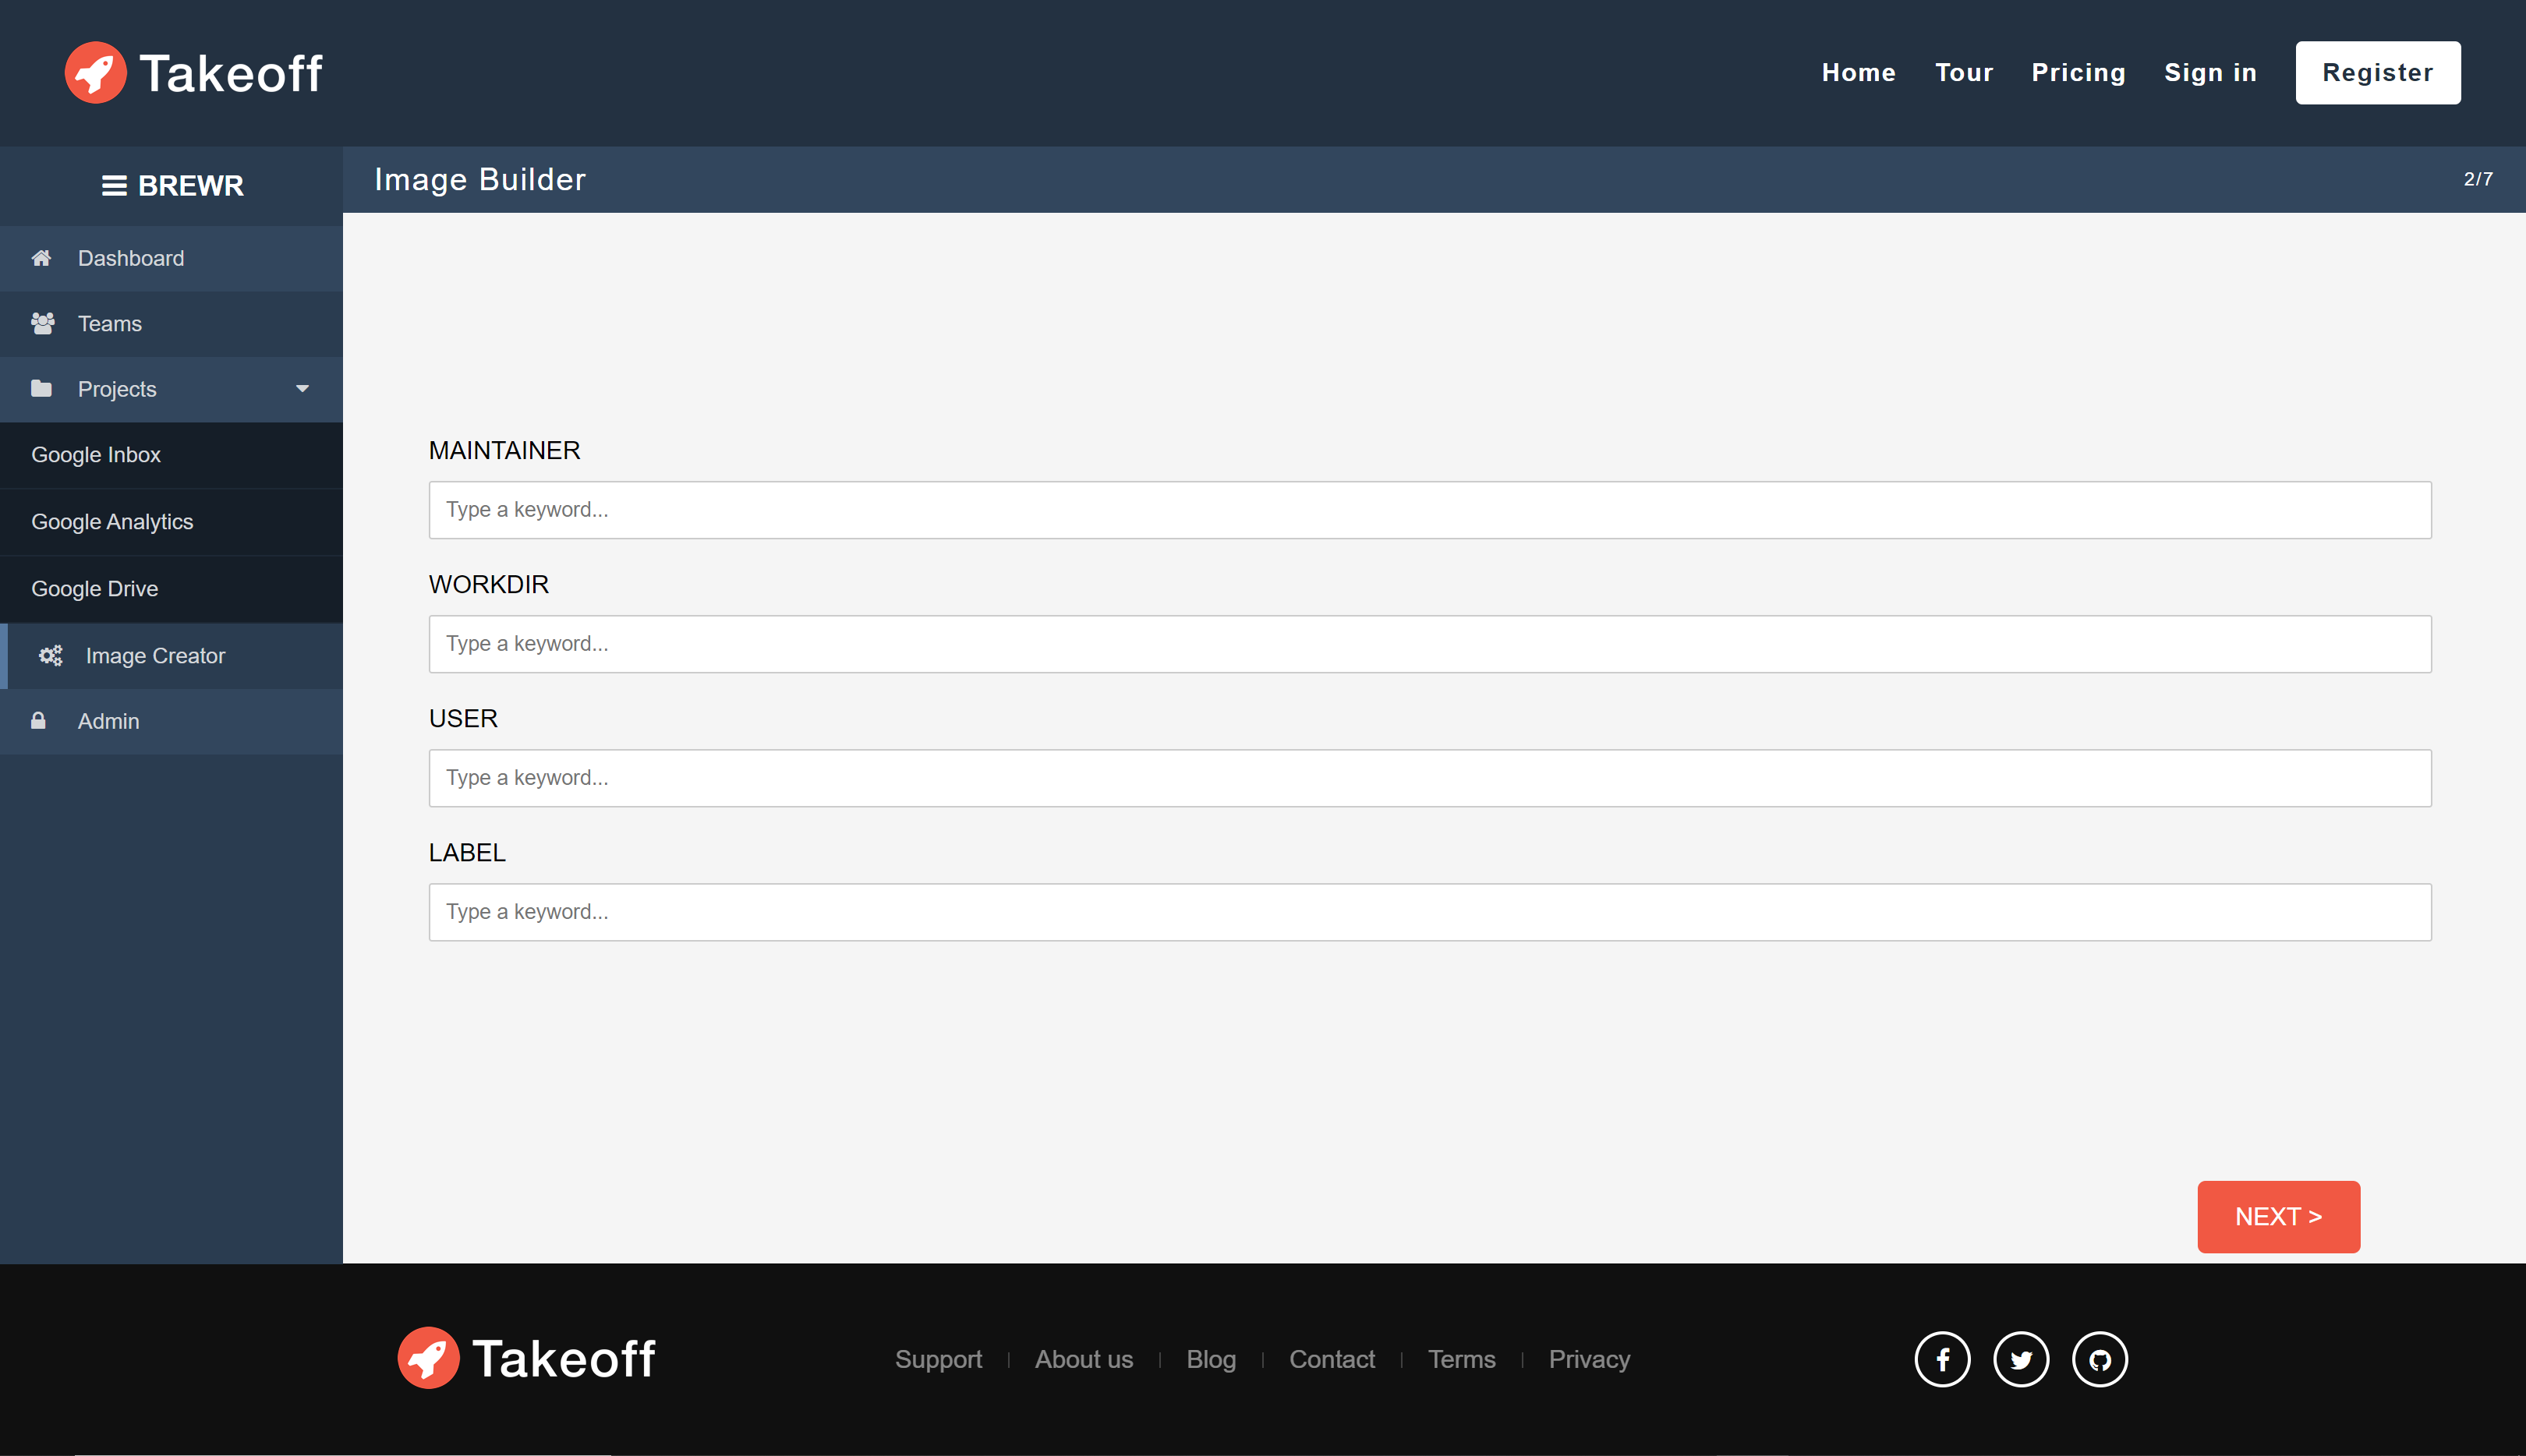 Takeoff
Home Tour Pricing Sign in Register
BREWR
Image Builder 2/7
Dashboard
Teams
Projects
Google Inbox
Google Analytics
Google Drive
Image Creator
Admin
MAINTAINER
Type a keyword...
WORKDIR
Type a keyword...
USER
Type a keyword...
LABEL
Type a keyword...
NEXT >
Takeoff
Support | About us | Blog | Contact | Terms | Privacy